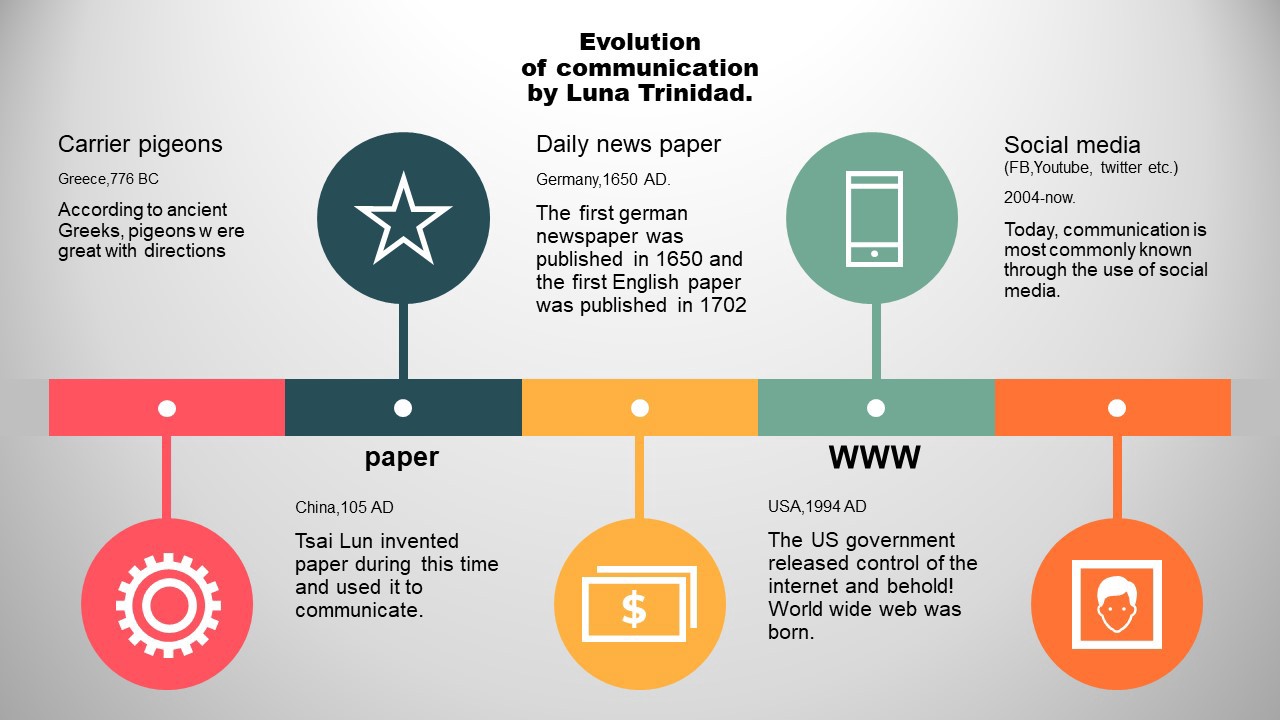 Evolution
of communication
by Luna Trinidad.
Carrier pigeons
Greece,776 BC
According to ancient
Greeks, pigeons w ere
great with directions
paper
China,105 AD
Tsai Lun invented
paper during this time
and used it to
communicate.
Daily news paper
Germany,1650 AD.
The first german
newspaper was
published in 1650 and
the first English paper
was published in 1702
$
WWW
USA,1994 AD
The US government
released control of the
internet and behold!
World wide web was
born.
Social media
(FB,Youtube, twitter etc.)
2004-now.
Today, communication is
most commonly known
through the use of social
media.